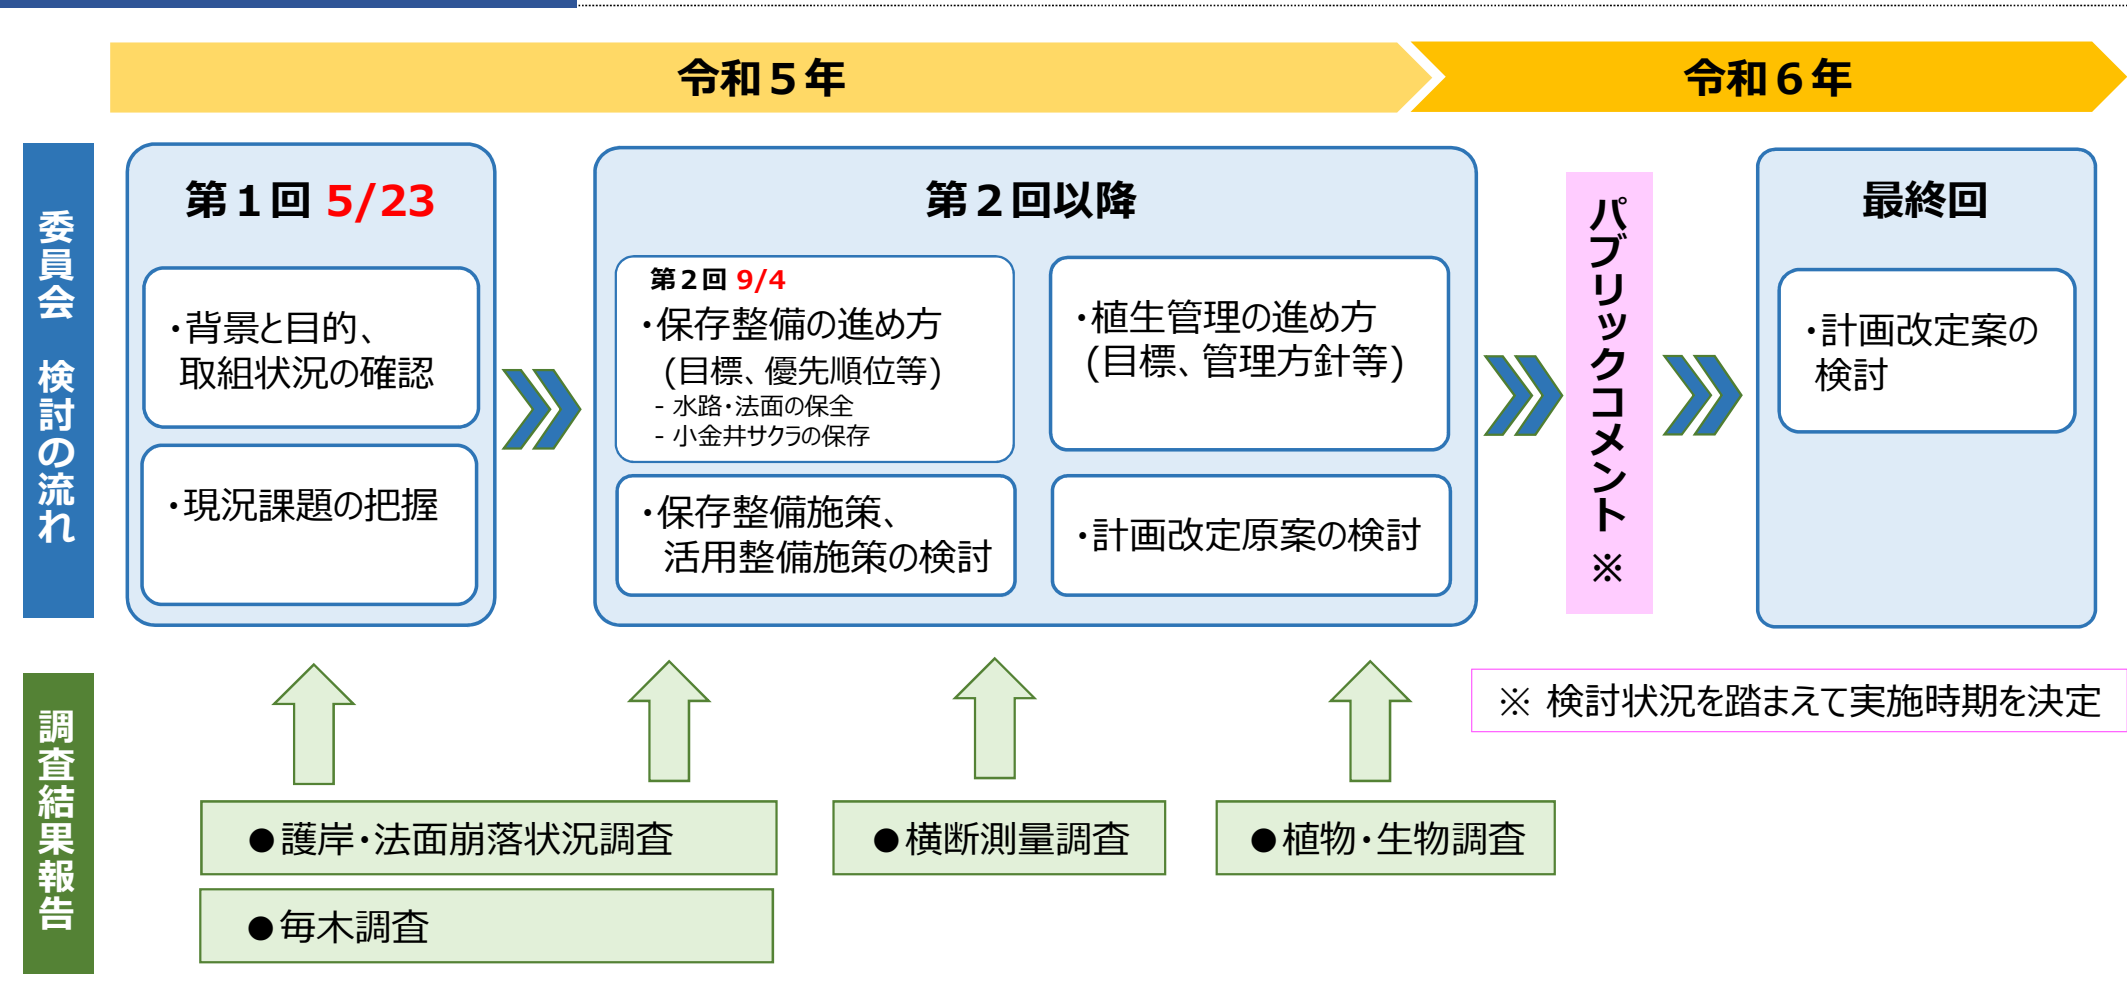 令和５年
令和６年
委員会　検討の流れ
第１回 5/23
・背景と目的、
取組状況の確認
・現況課題の把握
第２回以降
第２回 9/4
・保存整備の進め方
(目標、優先順位等)
- 水路・法面の保全
- 小金井サクラの保存
・植生管理の進め方
(目標、管理方針等)
・保存整備施策、
活用整備施策の検討
・計画改定原案の検討
パブリックコメント ※
最終回
・計画改定案の
検討
※ 検討状況を踏まえて実施時期を決定
調査結果報告
●護岸・法面崩落状況調査
●毎木調査
●横断測量調査
●植物・生物調査